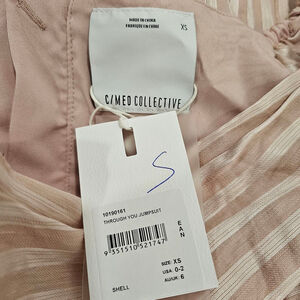 MADE IN CHINA
FABRIQUÉ EN CHINE
XS
C/MEO COLLECTIVE
S
10190161
THROUGH YOU JUMPSUIT
EAN
9 351510 521747
SIZE: XS
USA: 0-2
AU/UK: 6
SHELL